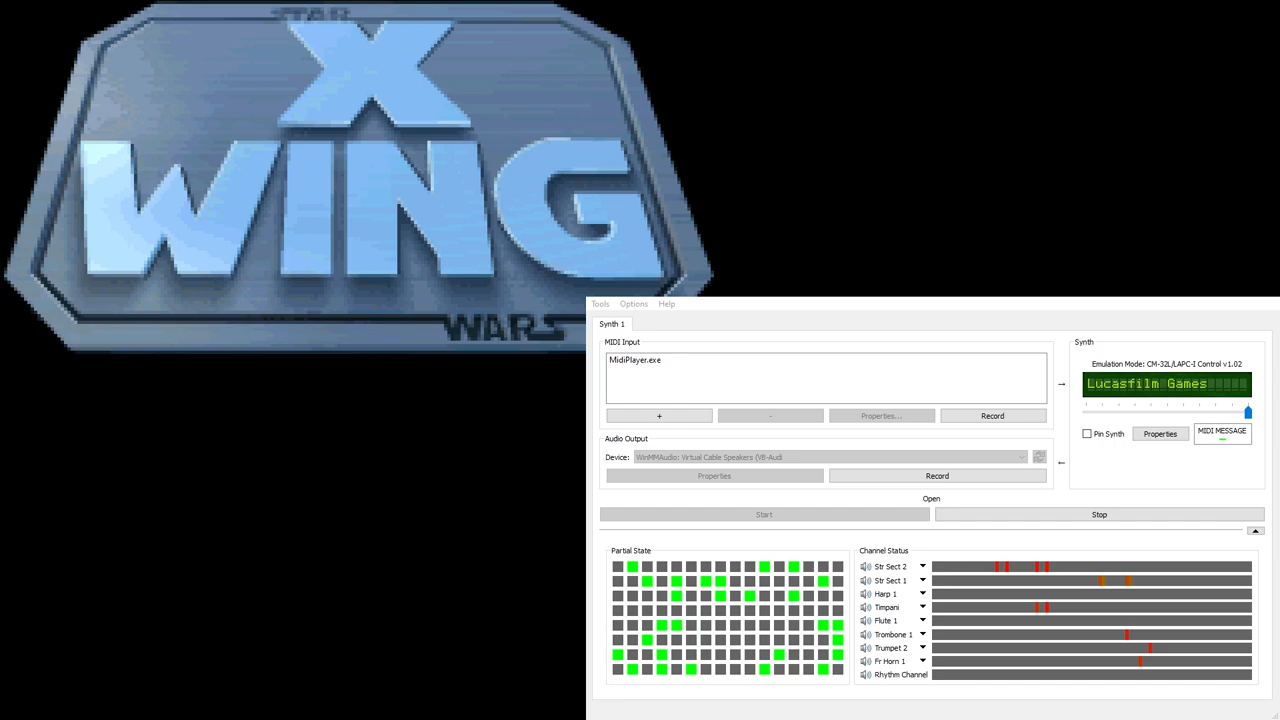 STAR
X
WING
WARS
Tools Options Help
Synth 1
MIDI Input
MidiPlayer.exe
+ - Properties... Record
Audio Output
Device: WinMMAudio: Virtual Cable Speakers (VB-Audi
Properties Record
Synth
Emulation Mode: CM-32L/LAPC-I Control v1.02
Lucasfilm Games
Pin Synth Properties MIDI MESSAGE
Open
Start Stop
Partial State
Channel Status
Str Sect 2
Str Sect 1
Harp 1
Timpani
Flute 1
Trombone 1
Trumpet 2
Fr Horn 1
Rhythm Channel